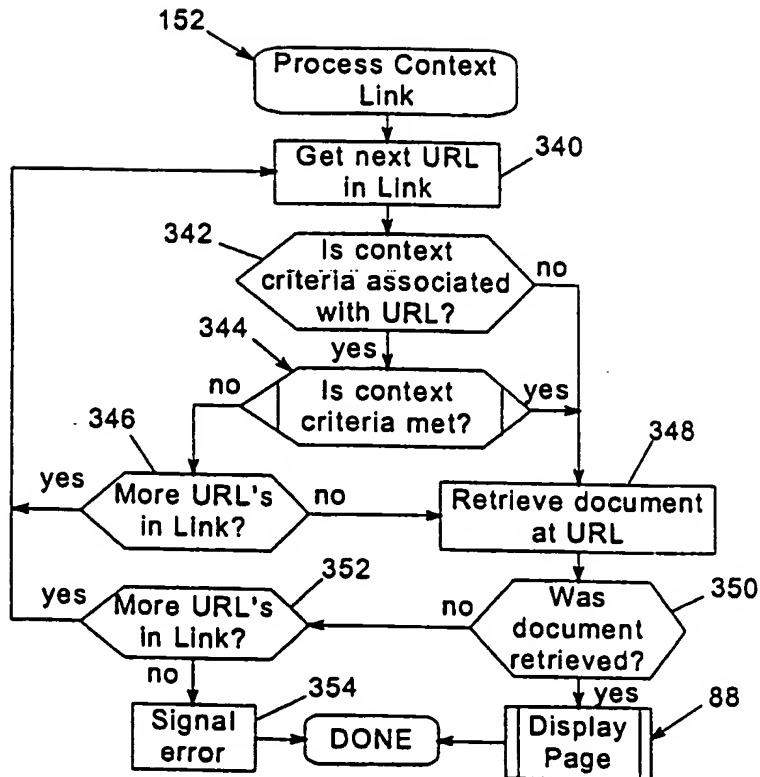 152
Process Context
Link
Get next URL
in Link
340
342
Is context
criteria associated
with URL?
no
yes
344
Is context
criteria met?
no
yes
346
348
More URL's
in Link?
yes
no
Retrieve document
at URL
352
350
More URL's
in Link?
yes
no
Was
document
retrieved?
no
yes
354
88
Signal
error
DONE
Display
Page